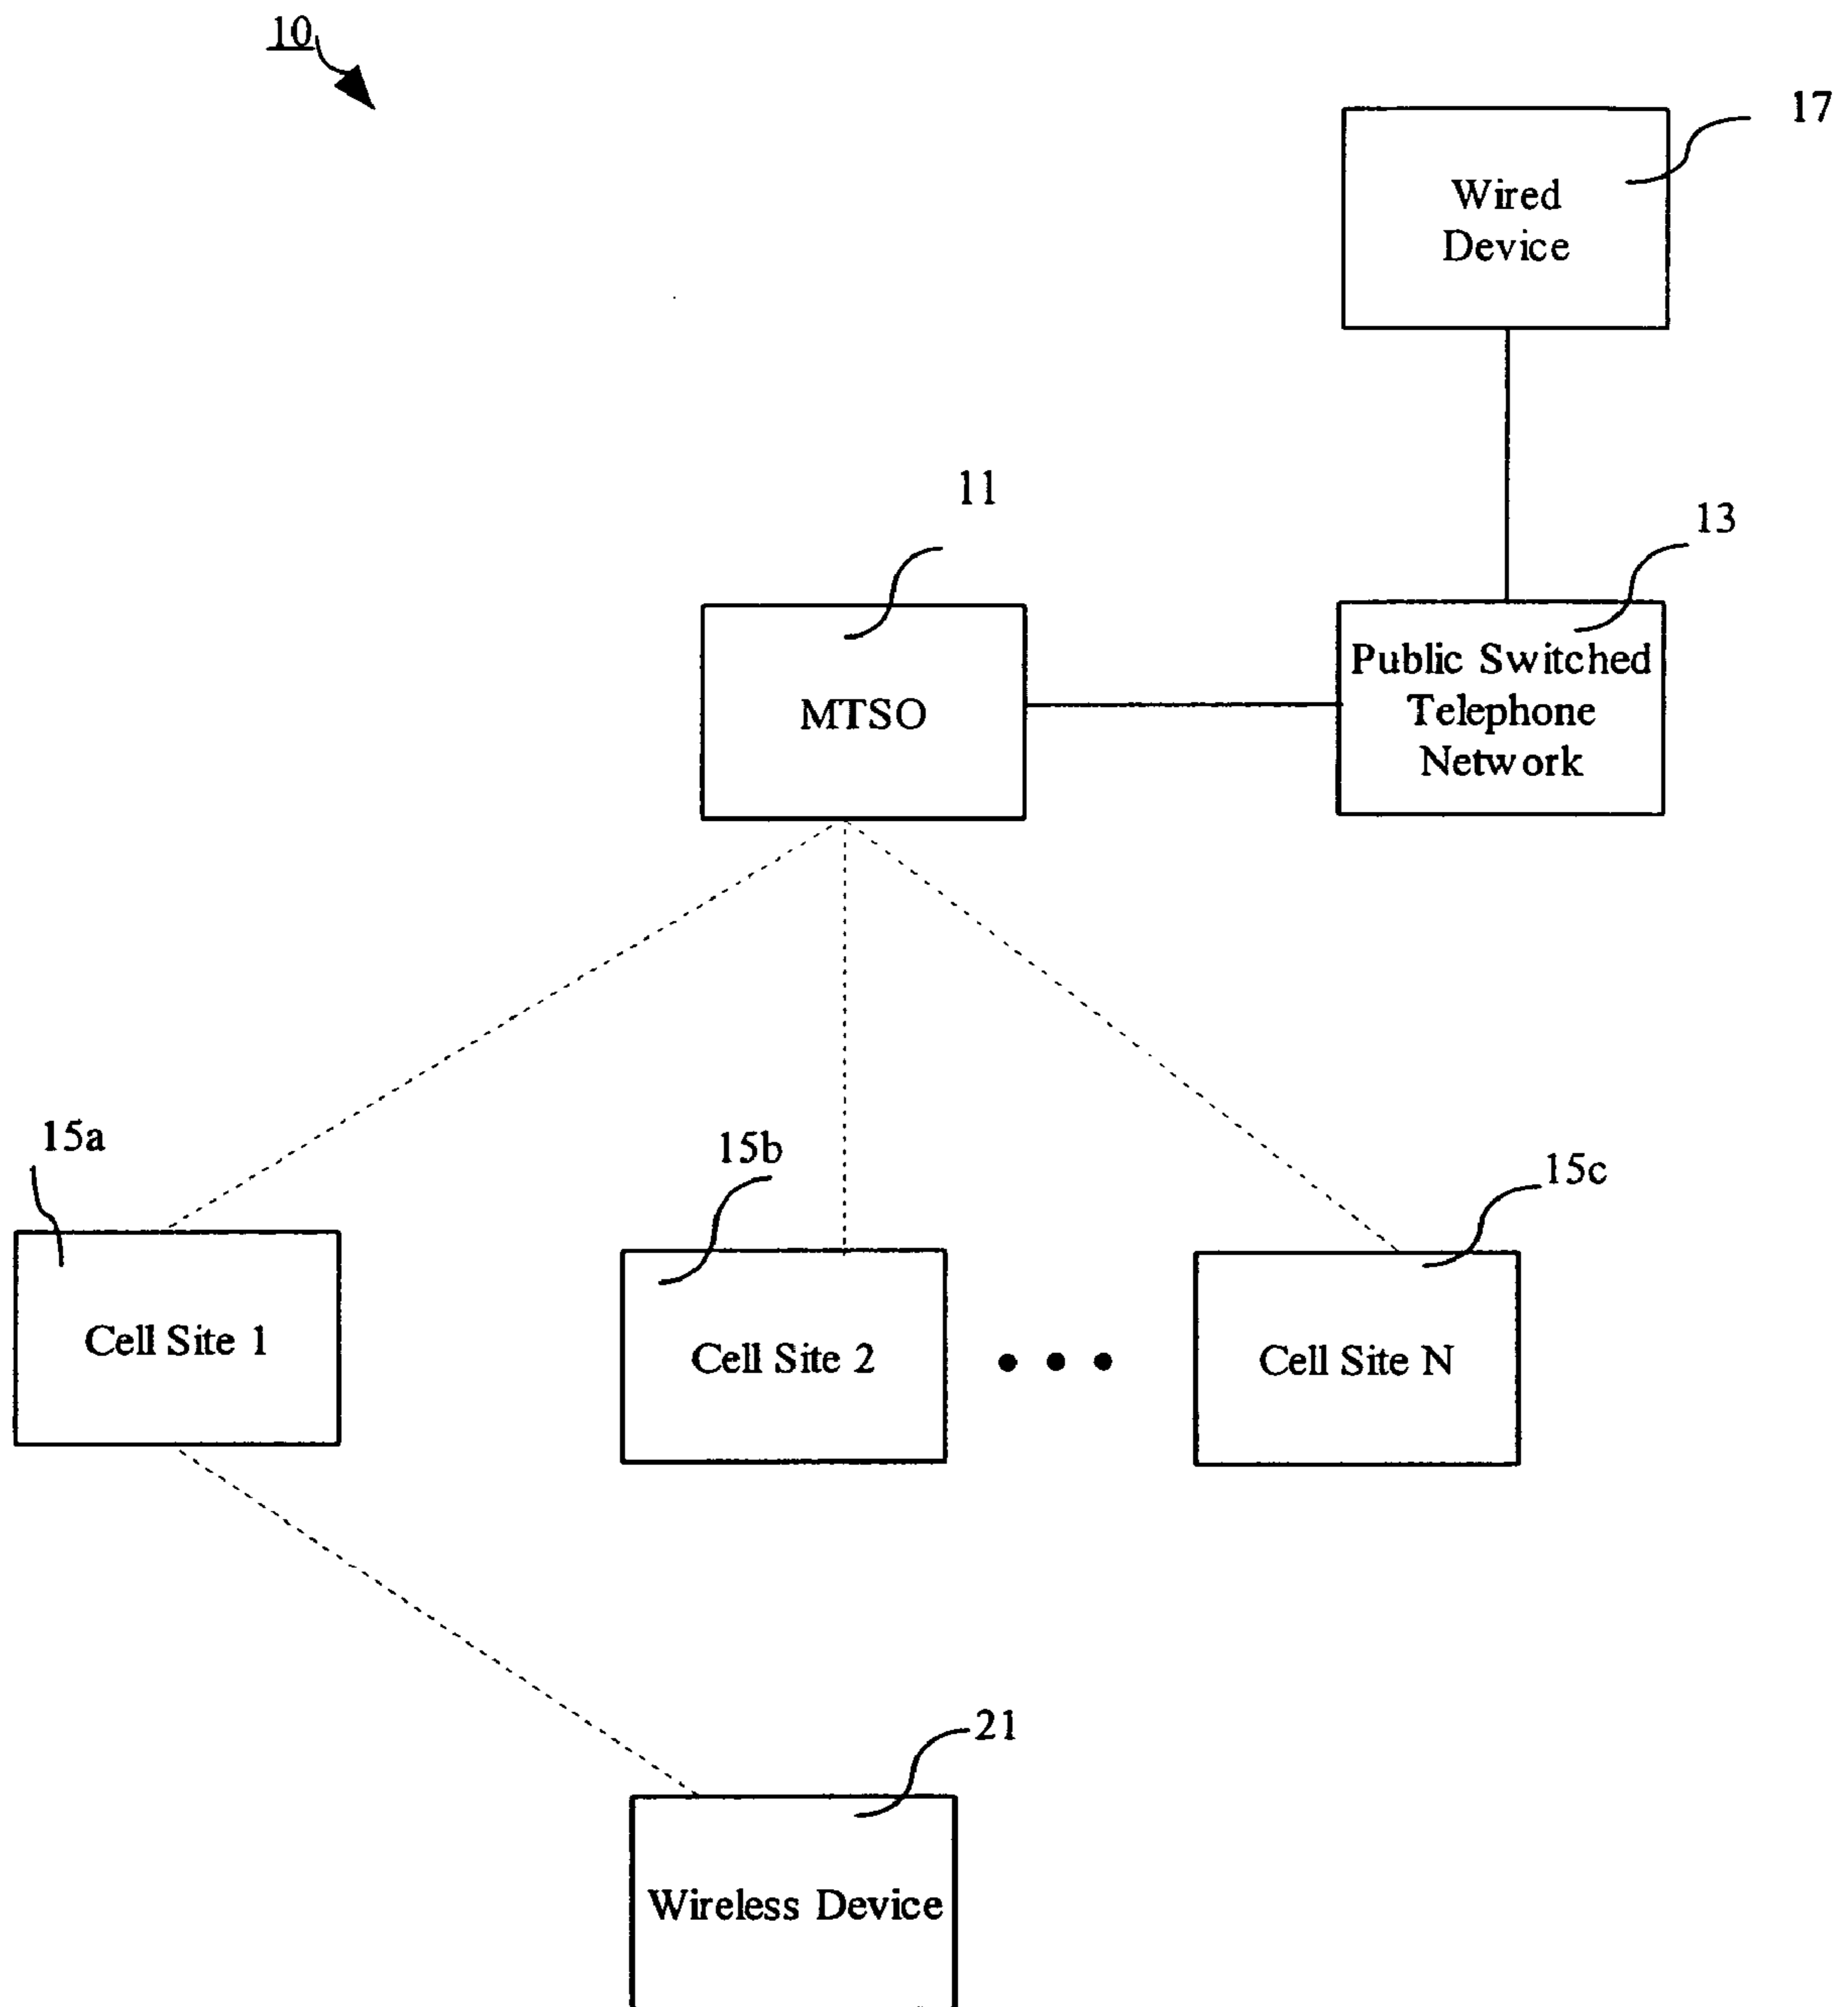 10
17
Wired
Device
11
13
MTSO
Public Switched
Telephone
Network
15a
15b
15c
Cell Site 1
Cell Site 2
Cell Site N
21
Wireless Device